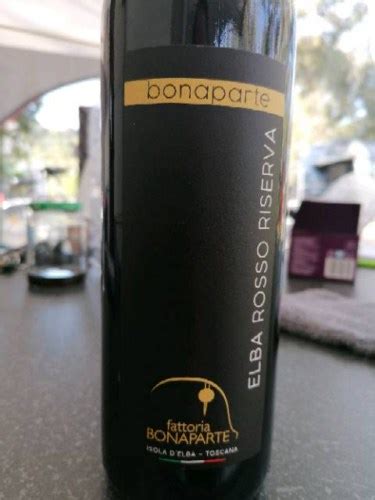 bonaparte
ELBA ROSSO RISERVA
fattoria
BONAPARTE
ISOLA D'ELBA - TOSCANA